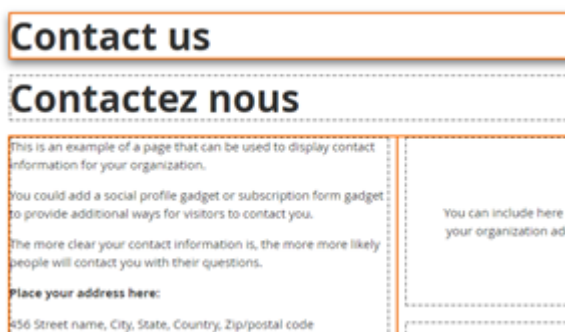 Contact us
Contactez nous
This is an example of a page that can be used to display contact
information for your organization.
You could add a social profile gadget or subscription form gadget
to provide additional ways for visitors to contact you.
The more clear your contact information is, the more more likely
people will contact you with their questions.
Place your address here:
456 Street name, City, State, Country, Zip/postal code
You can include here
your organization ad